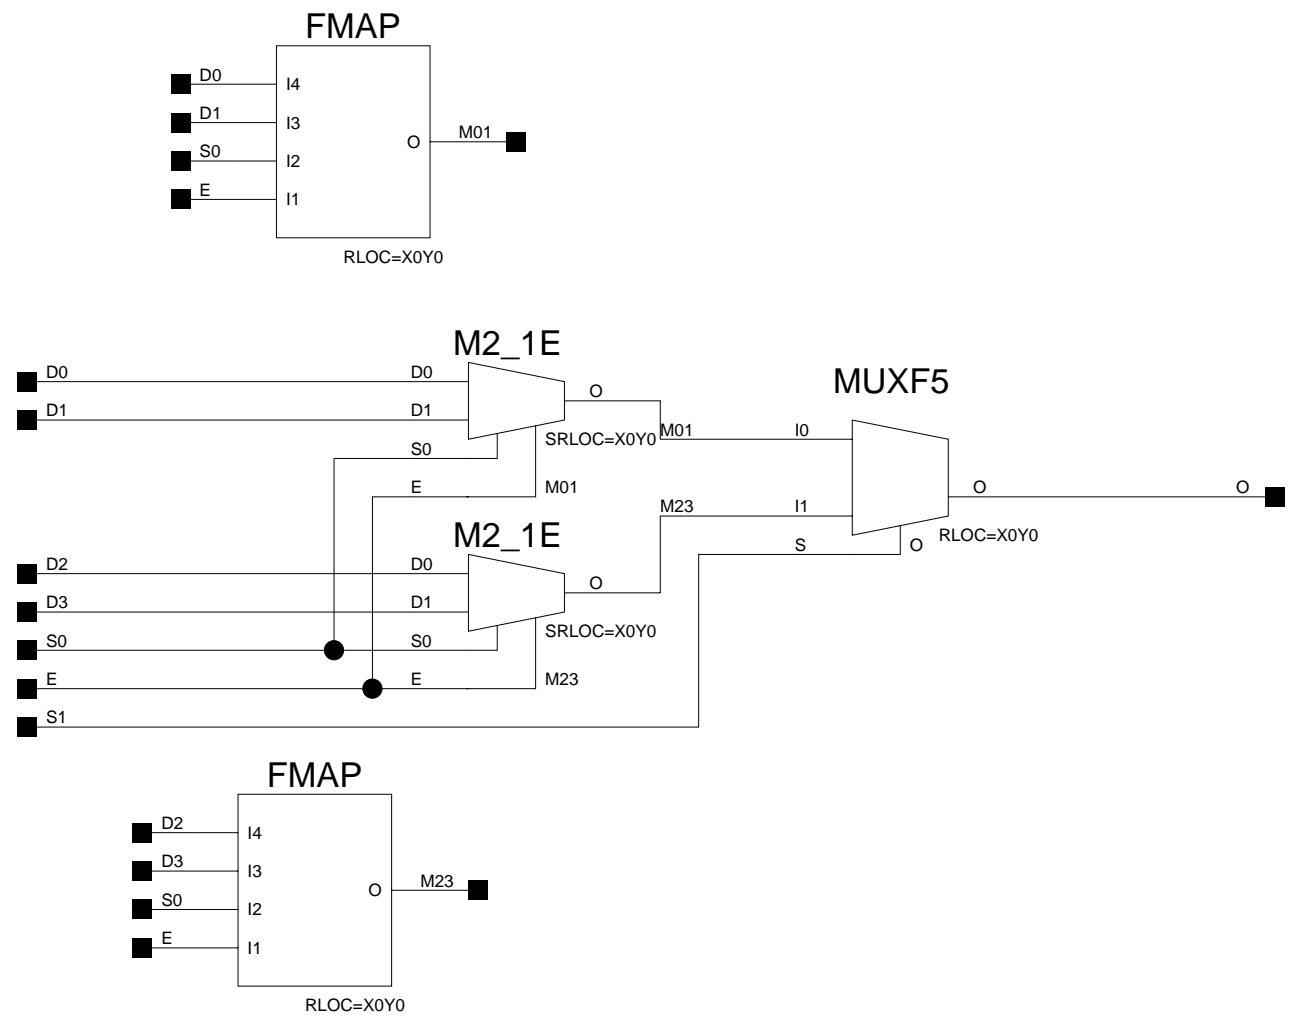 FMAP
D0 I4
D1 I3
O M01
S0 I2
E I1
RLOC=X0Y0
M2_1E
MUXF5
D0 D0
O
D1 D1
SRLOC=X0Y0 M01 I0
S0
E M01
O O
M23 I1
M2_1E
RLOC=X0Y0
S O
D2 D0
O
D3 D1
SRLOC=X0Y0
S0 S0
E E M23
S1
FMAP
D2 I4
D3 I3
O M23
S0 I2
E I1
RLOC=X0Y0